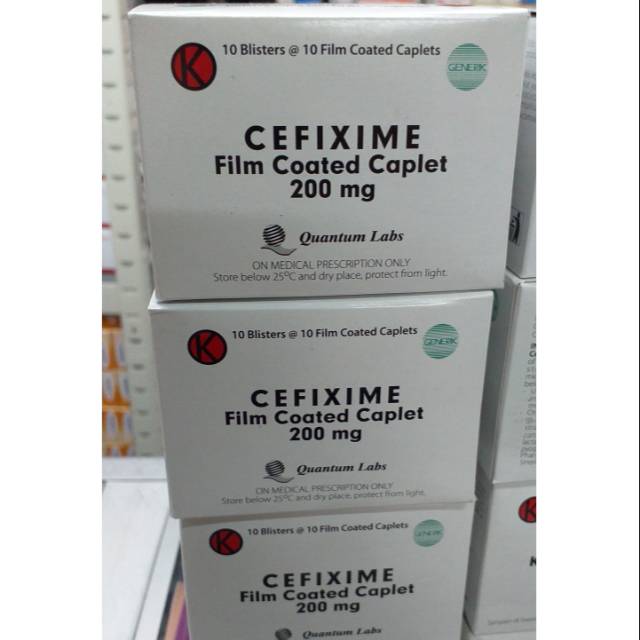 K
10 Blisters @ 10 Film Coated Caplets
GENERIK
CEFIXIME
Film Coated Caplet
200 mg
Quantum Labs
ON MEDICAL PRESCRIPTION ONLY
Store below 25°C and dry place, protect from light.
K
10 Blisters @ 10 Film Coated Caplets
GENERIK
CEFIXIME
Film Coated Caplet
200 mg
Quantum Labs
ON MEDICAL PRESCRIPTION ONLY
Store below 25°C and dry place, protect from light.
K
10 Blisters @ 10 Film Coated Caplets
GENERIK
CEFIXIME
Film Coated Caplet
200 mg
Quantum Labs